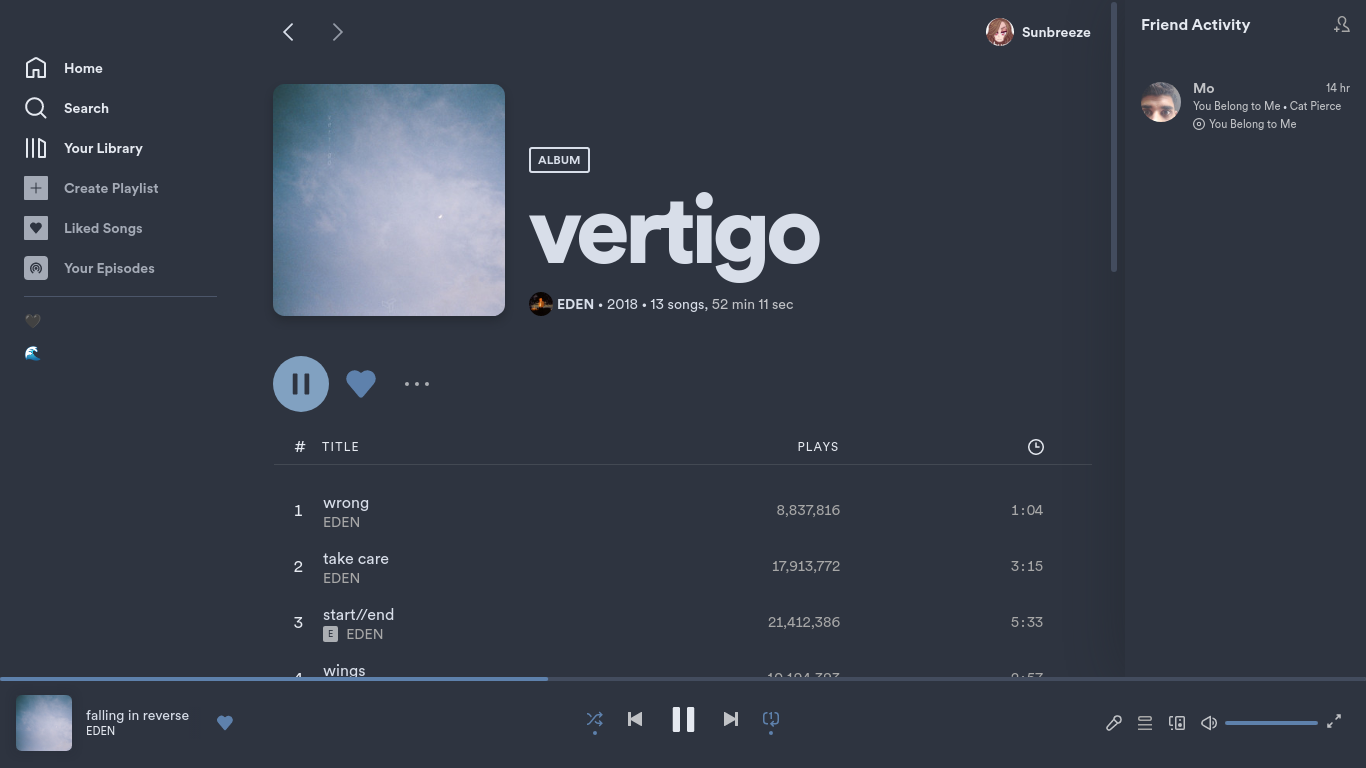 Home
Search
Your Library
Create Playlist
Liked Songs
Your Episodes
Sunbreeze
ALBUM
vertigo
EDEN • 2018 • 13 songs, 52 min 11 sec
# TITLE PLAYS
1 wrong 8,837,816 1:04
EDEN
2 take care 17,913,772 3:15
EDEN
3 start//end 21,412,386 5:33
E EDEN
wings
Friend Activity
Mo 14 hr
You Belong to Me • Cat Pierce
You Belong to Me
falling in reverse
EDEN
1